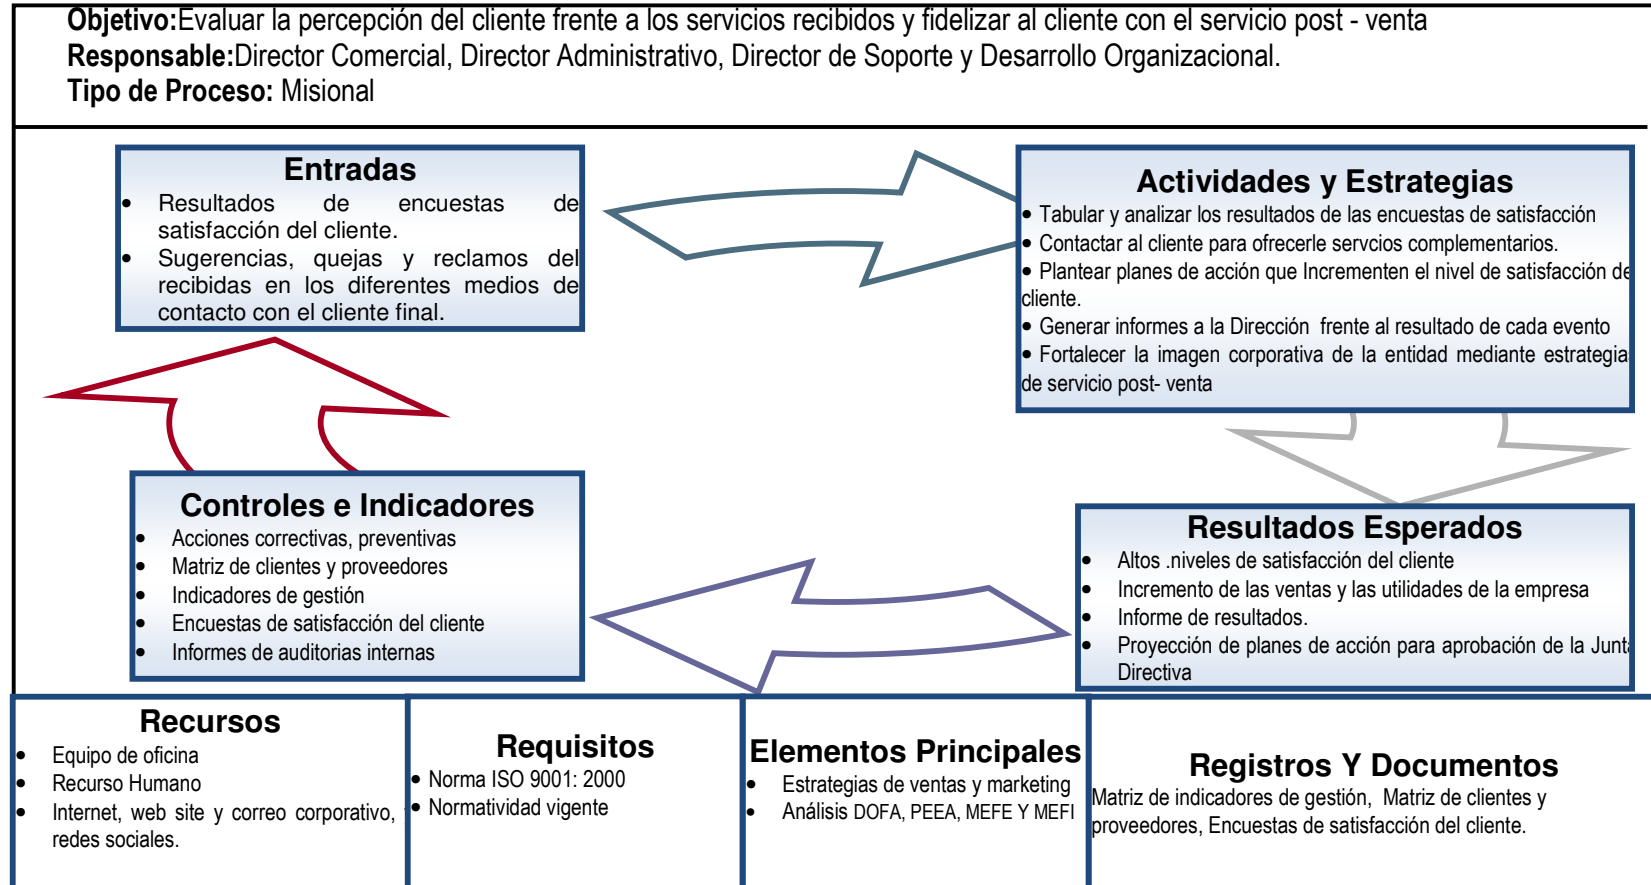 Objetivo:Evaluar la percepción del cliente frente a los servicios recibidos y fidelizar al cliente con el servicio post - venta
Responsable:Director Comercial, Director Administrativo, Director de Soporte y Desarrollo Organizacional.
Tipo de Proceso: Misional
Entradas
• Resultados de encuestas de
satisfacción del cliente.
• Sugerencias, quejas y reclamos del
recibidas en los diferentes medios de
contacto con el cliente final.
Actividades y Estrategias
• Tabular y analizar los resultados de las encuestas de satisfacción
• Contactar al cliente para ofrecerle servcios complementarios.
• Plantear planes de acción que Incrementen el nivel de satisfacción de
cliente.
• Generar informes a la Dirección frente al resultado de cada evento
• Fortalecer la imagen corporativa de la entidad mediante estrategia
de servicio post- venta
Controles e Indicadores
• Acciones correctivas, preventivas
• Matriz de clientes y proveedores
• Indicadores de gestión
• Encuestas de satisfacción del cliente
• Informes de auditorias internas
Resultados Esperados
• Altos .niveles de satisfacción del cliente
• Incremento de las ventas y las utilidades de la empresa
• Informe de resultados.
• Proyección de planes de acción para aprobación de la Junta
Directiva
Recursos
• Equipo de oficina
• Recurso Humano
• Internet, web site y correo corporativo,
redes sociales.
Requisitos
• Norma ISO 9001: 2000
• Normatividad vigente
Elementos Principales
• Estrategias de ventas y marketing
• Análisis DOFA, PEEA, MEFE Y MEFI
Registros Y Documentos
Matriz de indicadores de gestión, Matriz de clientes y
proveedores, Encuestas de satisfacción del cliente.